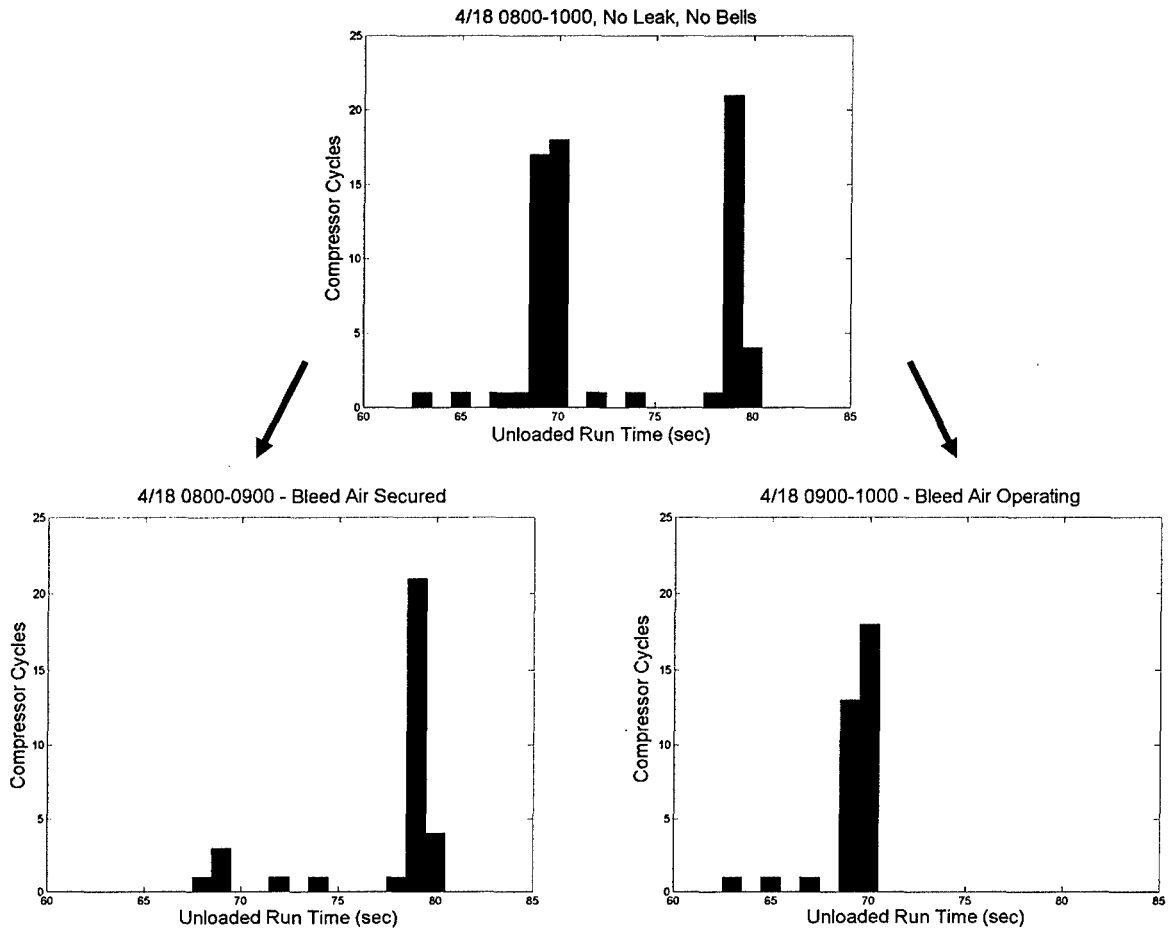 4/18 0800-1000, No Leak, No Bells
25
20
15
10
5
0
Compressor Cycles
60 65 70 75 80 85
Unloaded Run Time (sec)
4/18 0800-0900 - Bleed Air Secured
25
20
15
10
5
0
Compressor Cycles
60 65 70 75 80 85
Unloaded Run Time (sec)
4/18 0900-1000 - Bleed Air Operating
25
20
15
10
5
0
Compressor Cycles
60 65 70 75 80 85
Unloaded Run Time (sec)